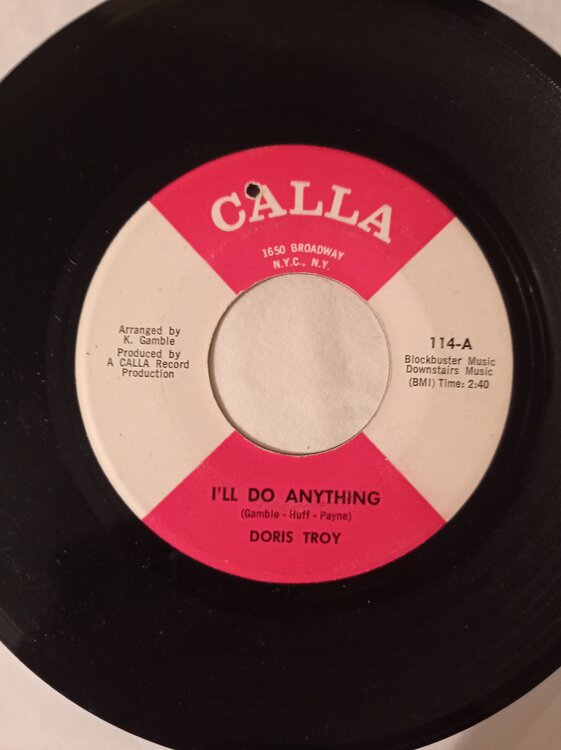 CALLA
1650 BROADWAY
N.Y.C., N.Y.
Arranged by
K. Gamble
Produced by
A CALLA Record
Production
114-A
Blockbuster Music
Downstairs Music
(BMI) Time: 2:40
I'LL DO ANYTHING
(Gamble - Huff - Payne)
DORIS TROY